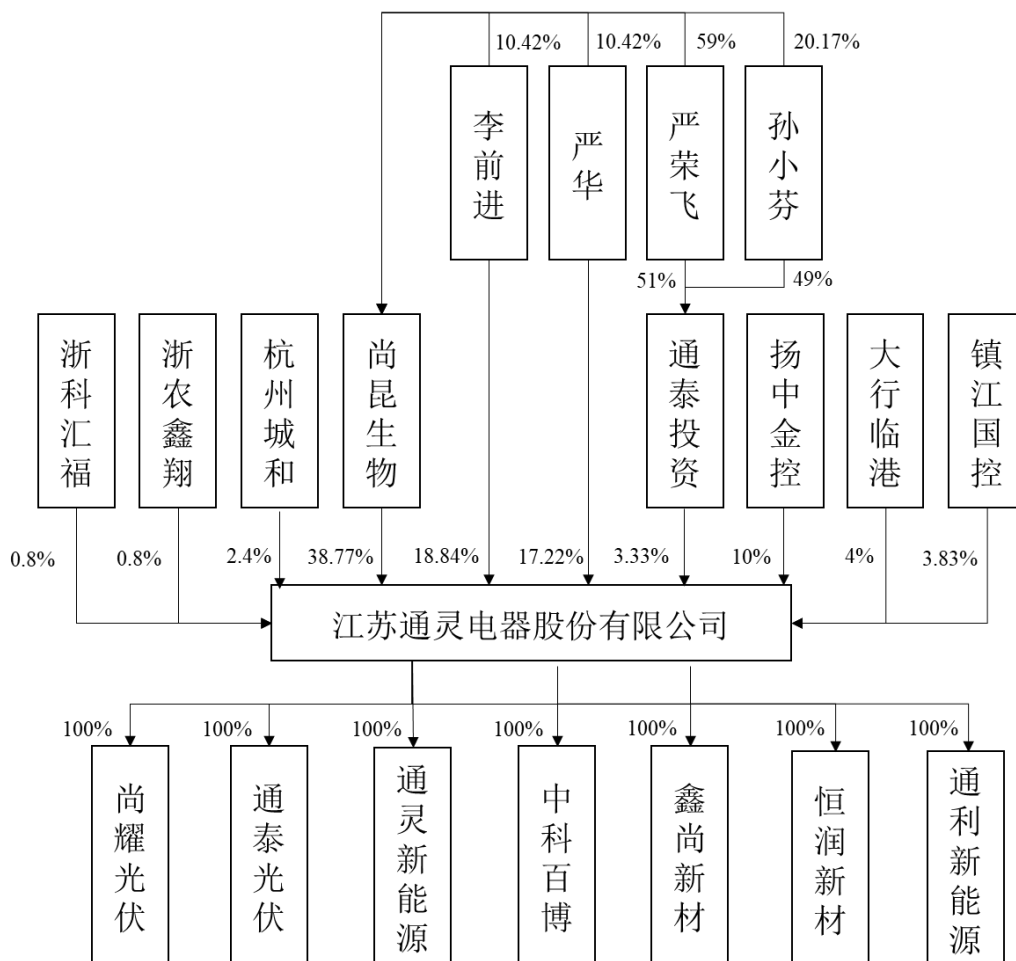 10.42%
10.42%
59%
20.17%
李前进
严华
严荣飞
孙小芬
51%
49%
浙科汇福
浙农鑫翔
杭州城和
尚昆生物
通泰投资
扬中金控
大行临港
镇江国控
0.8%
0.8%
2.4%
38.77%
18.84%
17.22%
3.33%
10%
4%
3.83%
江苏通灵电器股份有限公司
100%
100%
100%
100%
100%
100%
100%
尚耀光伏
通泰光伏
通灵新能源
中科百博
鑫尚新材
恒润新材
通利新能源